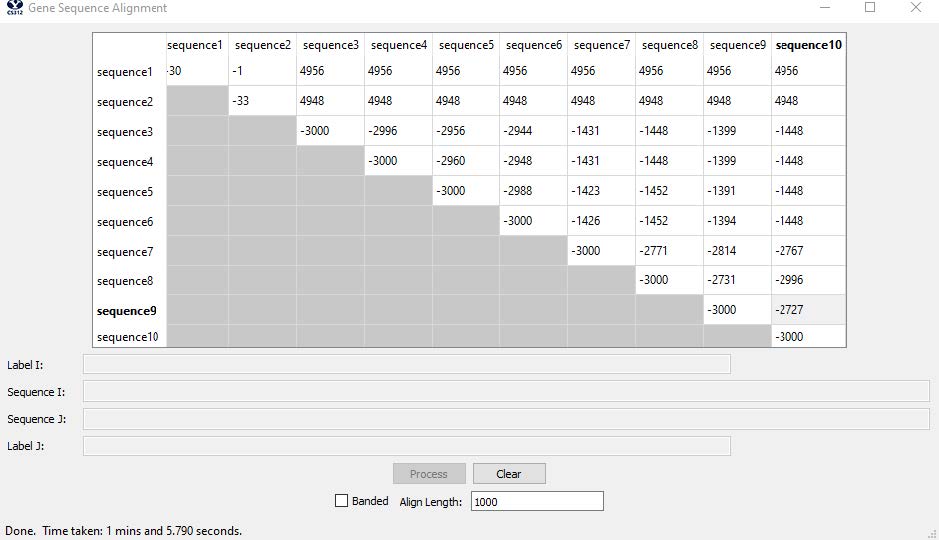 CS312 Gene Sequence Alignment
sequence1 sequence2 sequence3 sequence4 sequence5 sequence6 sequence7 sequence8 sequence9 sequence10
sequence1 -30 -1 4956 4956 4956 4956 4956 4956 4956 4956
sequence2 -33 4948 4948 4948 4948 4948 4948 4948 4948
sequence3 -3000 -2996 -2956 -2944 -1431 -1448 -1399 -1448
sequence4 -3000 -2960 -2948 -1431 -1448 -1399 -1448
sequence5 -3000 -2988 -1423 -1452 -1391 -1448
sequence6 -3000 -1426 -1452 -1394 -1448
sequence7 -3000 -2771 -2814 -2767
sequence8 -3000 -2731 -2996
sequence9 -3000 -2727
sequence10 -3000
Label I:
Sequence I:
Sequence J:
Label J:
Process Clear
Banded Align Length: 1000
Done. Time taken: 1 mins and 5.790 seconds.